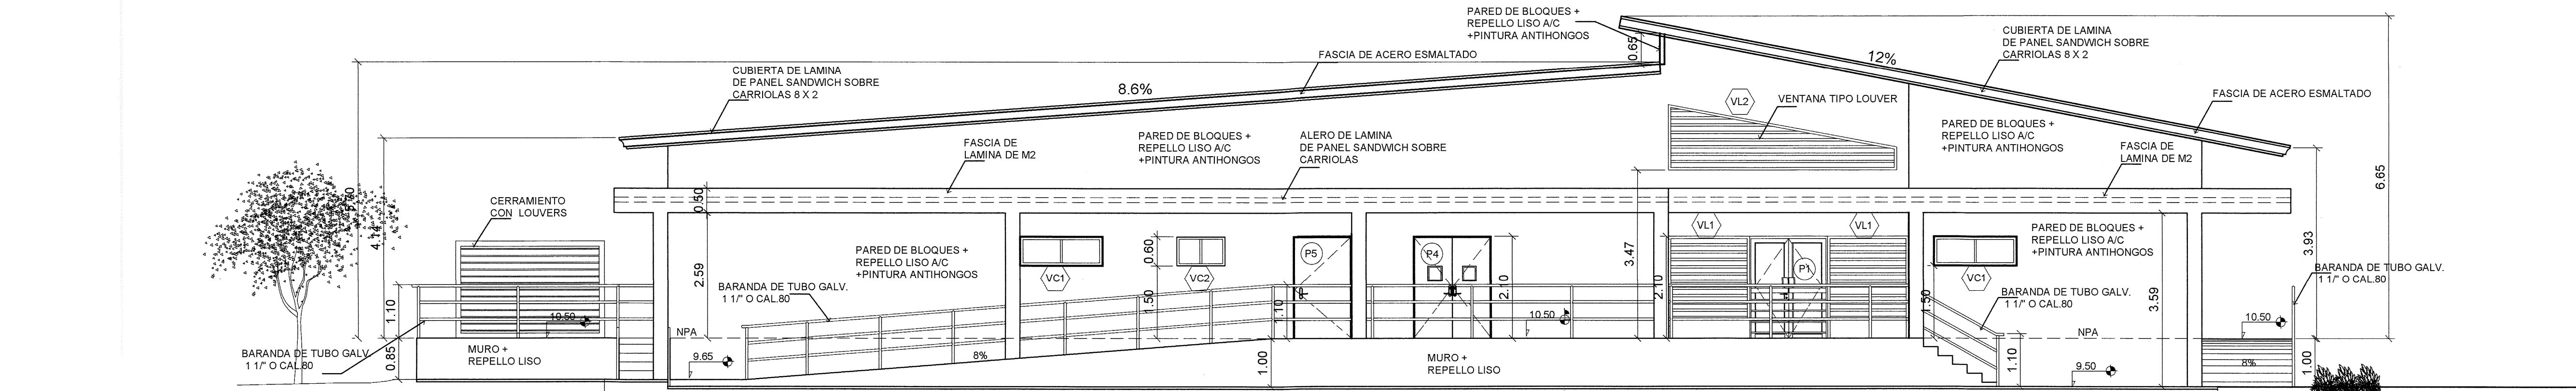 PARED DE BLOQUES +
REPELLO LISO A/C
+PINTURA ANTIHONGOS
0.65
FASCIA DE ACERO ESMALTADO
CUBIERTA DE LAMINA
DE PANEL SANDWICH SOBRE
CARRIOLAS 8 X 2
8.6%
12%
CUBIERTA DE LAMINA
DE PANEL SANDWICH SOBRE
CARRIOLAS 8 X 2
FASCIA DE ACERO ESMALTADO
VL2
VENTANA TIPO LOUVER
FASCIA DE
LAMINA DE M2
PARED DE BLOQUES +
REPELLO LISO A/C
+PINTURA ANTIHONGOS
ALERO DE LAMINA
DE PANEL SANDWICH SOBRE
CARRIOLAS
PARED DE BLOQUES +
REPELLO LISO A/C
+PINTURA ANTIHONGOS
FASCIA DE
LAMINA DE M2
6.65
4.14
CERRAMIENTO
CON LOUVERS
0.50
2.59
PARED DE BLOQUES +
REPELLO LISO A/C
+PINTURA ANTIHONGOS
BARANDA DE TUBO GALV.
1 1/" O CAL.80
VC1
VC2
0.60
1.50
P5
P4
2.10
3.47
2.10
VL1
VL1
P1
VC1
1.50
PARED DE BLOQUES +
REPELLO LISO A/C
+PINTURA ANTIHONGOS
BARANDA DE TUBO GALV.
1 1/" O CAL.80
3.59
3.93
BARANDA DE TUBO GALV.
1 1/" O CAL.80
1.10
10.50
NPA
1.10
10.50
NPA
10.50
BARANDA DE TUBO GALV.
1 1/" O CAL.80
0.85
MURO +
REPELLO LISO
9.65
8%
1.00
MURO +
REPELLO LISO
1.10
9.50
8%
1.00